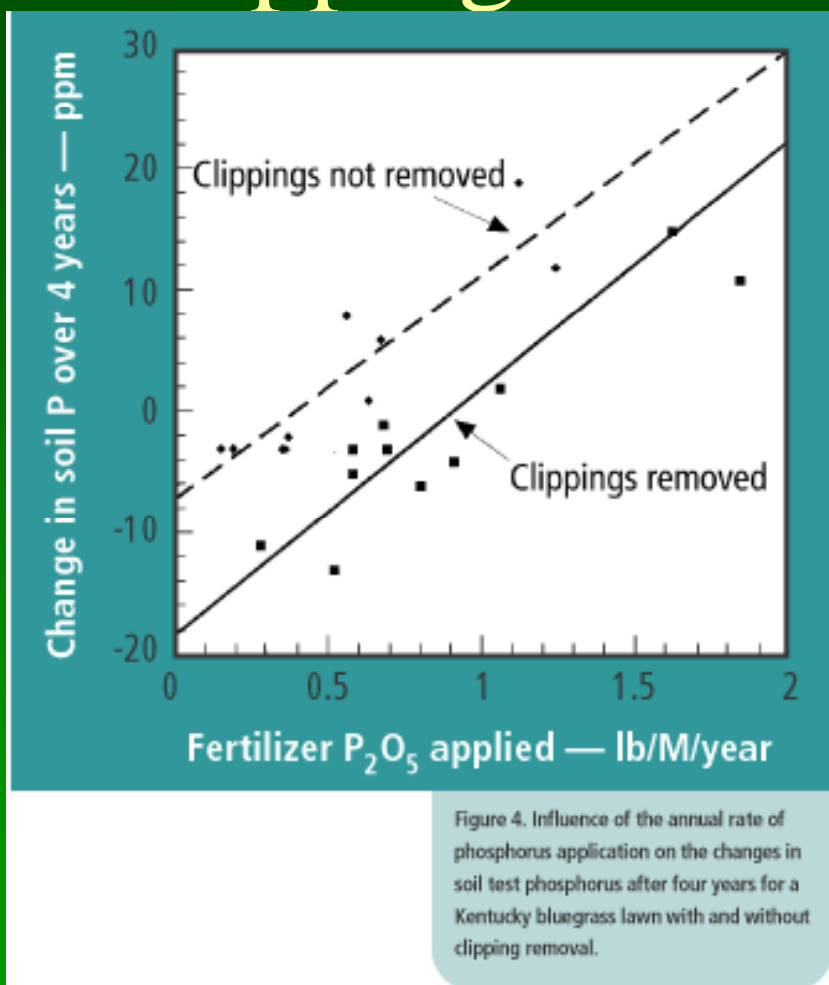 30
20
10
0
-10
-20
Change in soil P over 4 years — ppm
Clippings not removed
Clippings removed
0 0.5 1 1.5 2
Fertilizer P₂O₅ applied — lb/M/year
Figure 4. Influence of the annual rate of
phosphorus application on the changes in
soil test phosphorus after four years for a
Kentucky bluegrass lawn with and without
clipping removal.